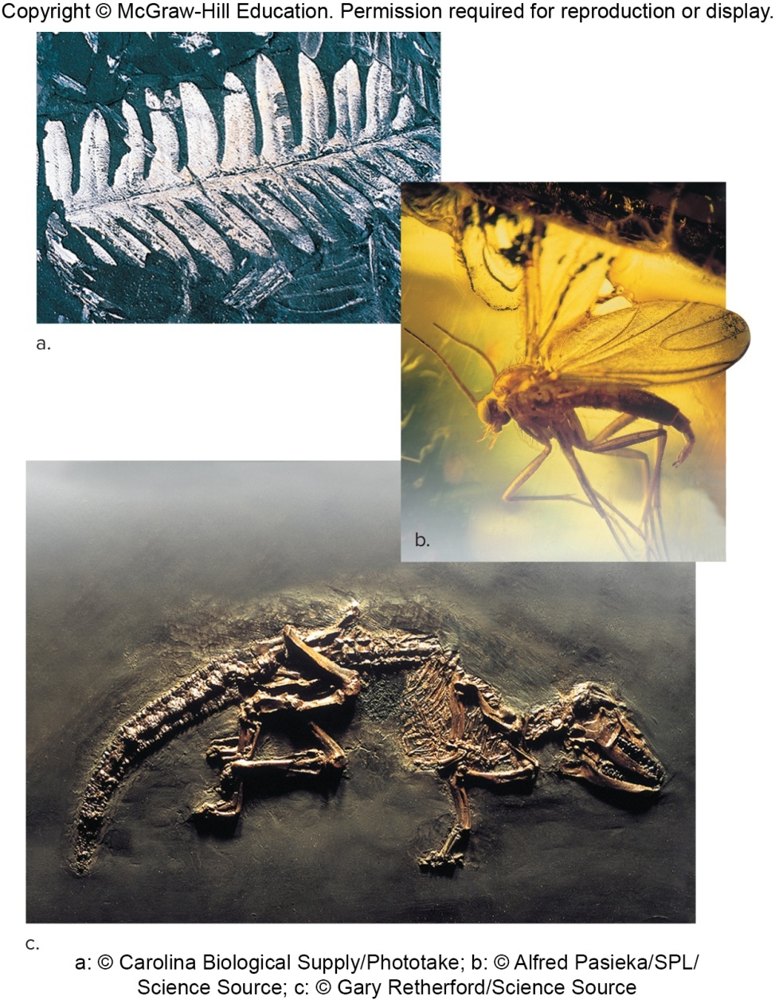 Copyright © McGraw-Hill Education. Permission required for reproduction or display.
a.
b.
c.
a: © Carolina Biological Supply/Phototake; b: © Alfred Pasieka/SPL/
Science Source; c: © Gary Retherford/Science Source